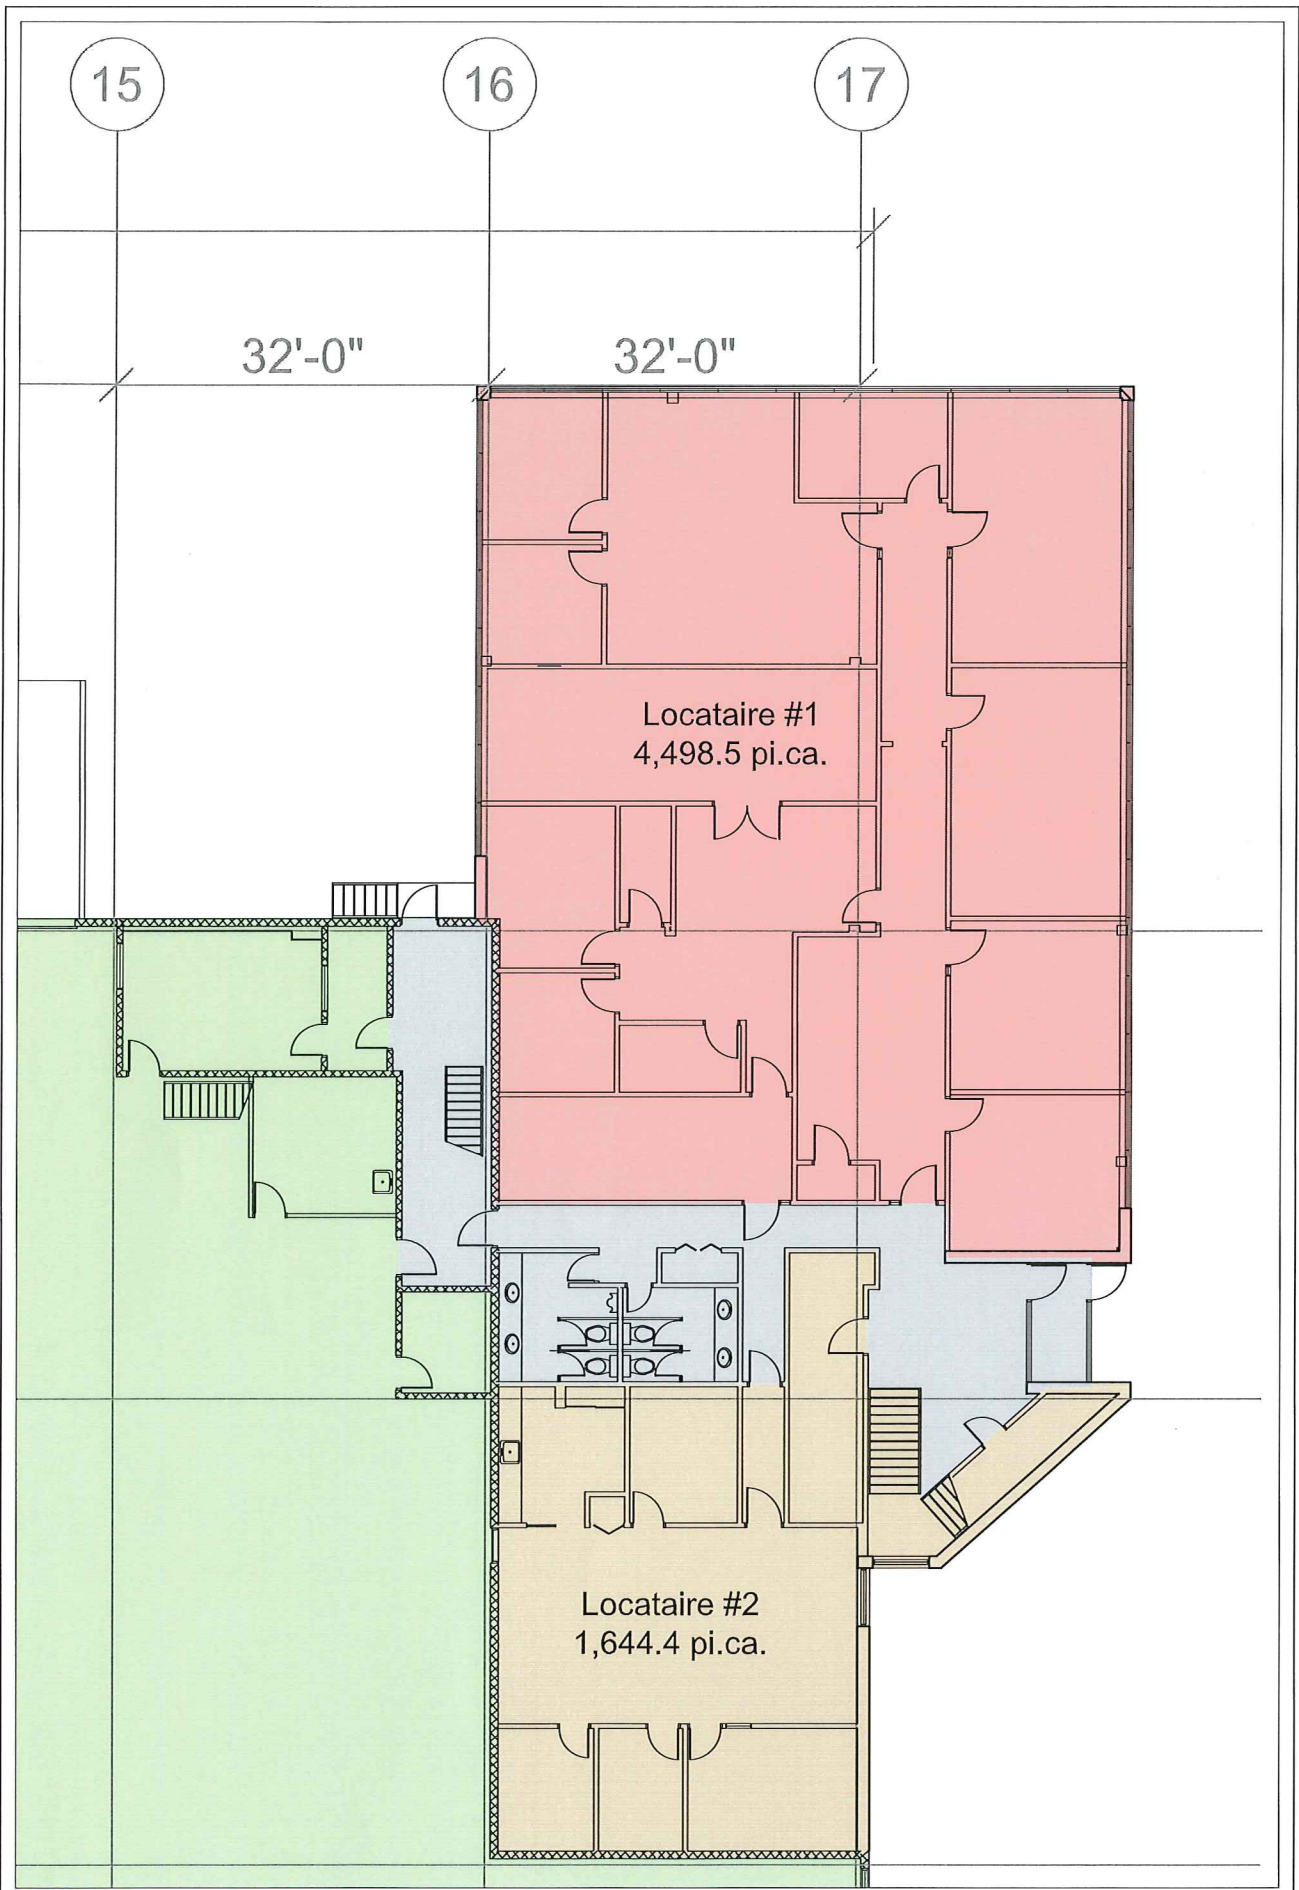 15
16
17
32'-0"
32'-0"
Locataire #1
4,498.5 pi.ca.
Locataire #2
1,644.4 pi.ca.